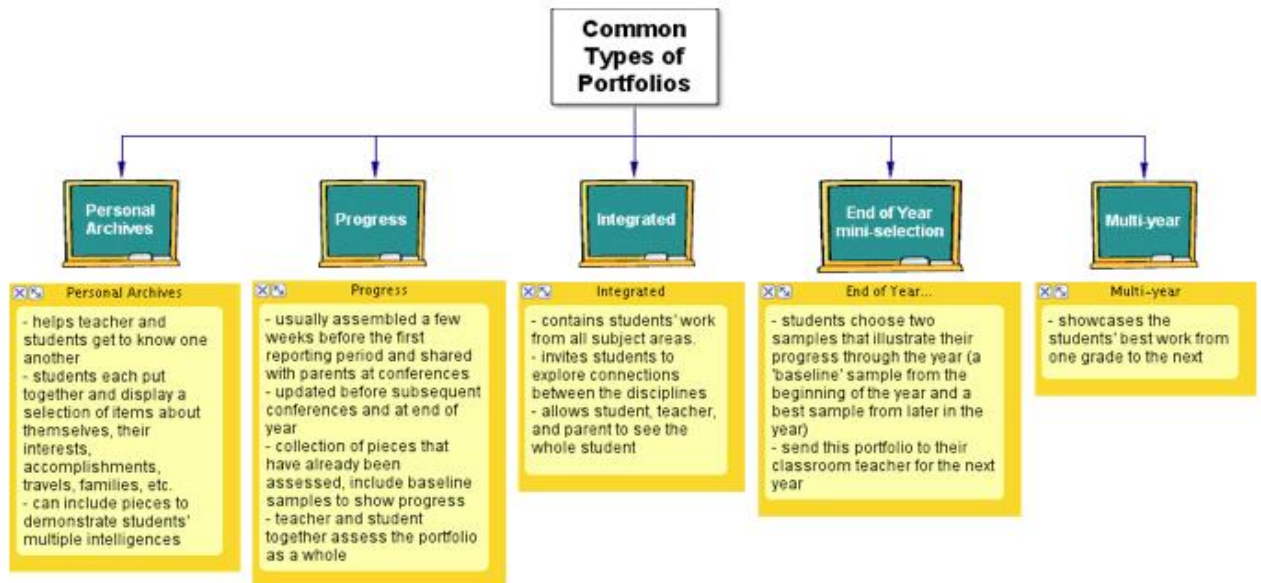 Common
Types of
Portfolios
Personal
Archives
Progress
Integrated
End of Year
mini-selection
Multi-year
Personal Archives
- helps teacher and
students get to know one
another
- students each put
together and display a
selection of items about
themselves, their
interests,
accomplishments,
travels, families, etc.
- can include pieces to
demonstrate students'
multiple intelligences
Progress
- usually assembled a few
weeks before the first
reporting period and shared
with parents at conferences
- updated before subsequent
conferences and at end of
year
- collection of pieces that
have already been
assessed, include baseline
samples to show progress
- teacher and student
together assess the portfolio
as a whole
Integrated
- contains students' work
from all subject areas.
- invites students to
explore connections
between the disciplines
- allows student, teacher,
and parent to see the
whole student
End of Year...
- students choose two
samples that illustrate their
progress through the year (a
'baseline' sample from the
beginning of the year and a
best sample from later in the
year)
- send this portfolio to their
classroom teacher for the next
year
Multi-year
- showcases the
students' best work from
one grade to the next